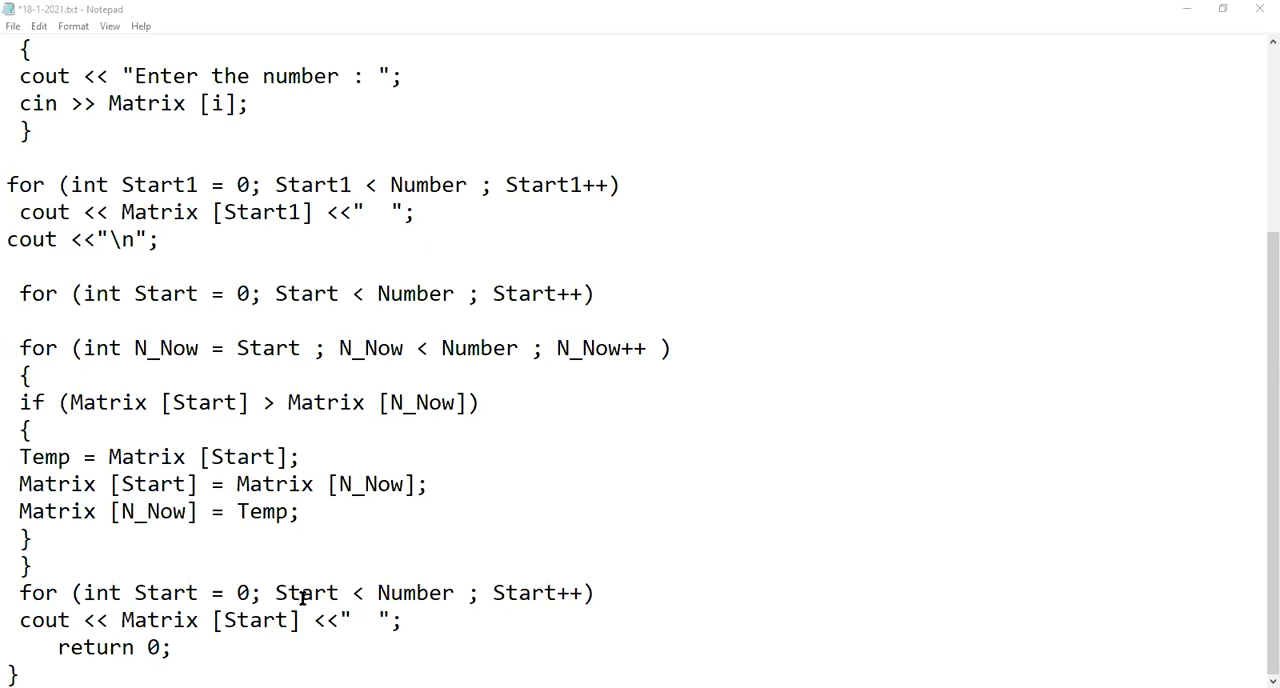 *18-1-2021.txt - Notepad
File Edit Format View Help
{
cout << "Enter the number : ";
cin >> Matrix [i];
}
for (int Start1 = 0; Start1 < Number ; Start1++)
cout << Matrix [Start1] <<"  ";
cout <<"\n";
for (int Start = 0; Start < Number ; Start++)
for (int N_Now = Start ; N_Now < Number ; N_Now++ )
{
if (Matrix [Start] > Matrix [N_Now])
{
Temp = Matrix [Start];
Matrix [Start] = Matrix [N_Now];
Matrix [N_Now] = Temp;
}
}
for (int Start = 0; Start < Number ; Start++)
cout << Matrix [Start] <<"  ";
return 0;
}